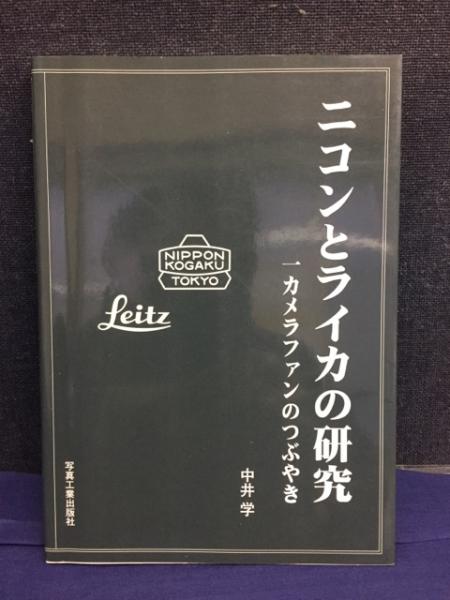 ニコンとライカの研究
一カメラファンのつぶやき
NIPPON
KOGAKU
TOKYO
Leitz
中井 学
写真工業出版社